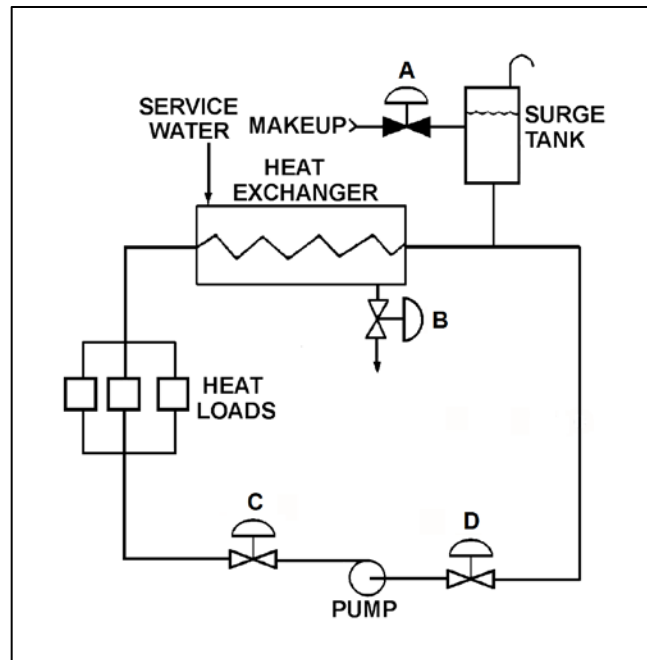 A
SERVICE
WATER
MAKEUP
SURGE
TANK
HEAT
EXCHANGER
B
HEAT
LOADS
C
D
PUMP